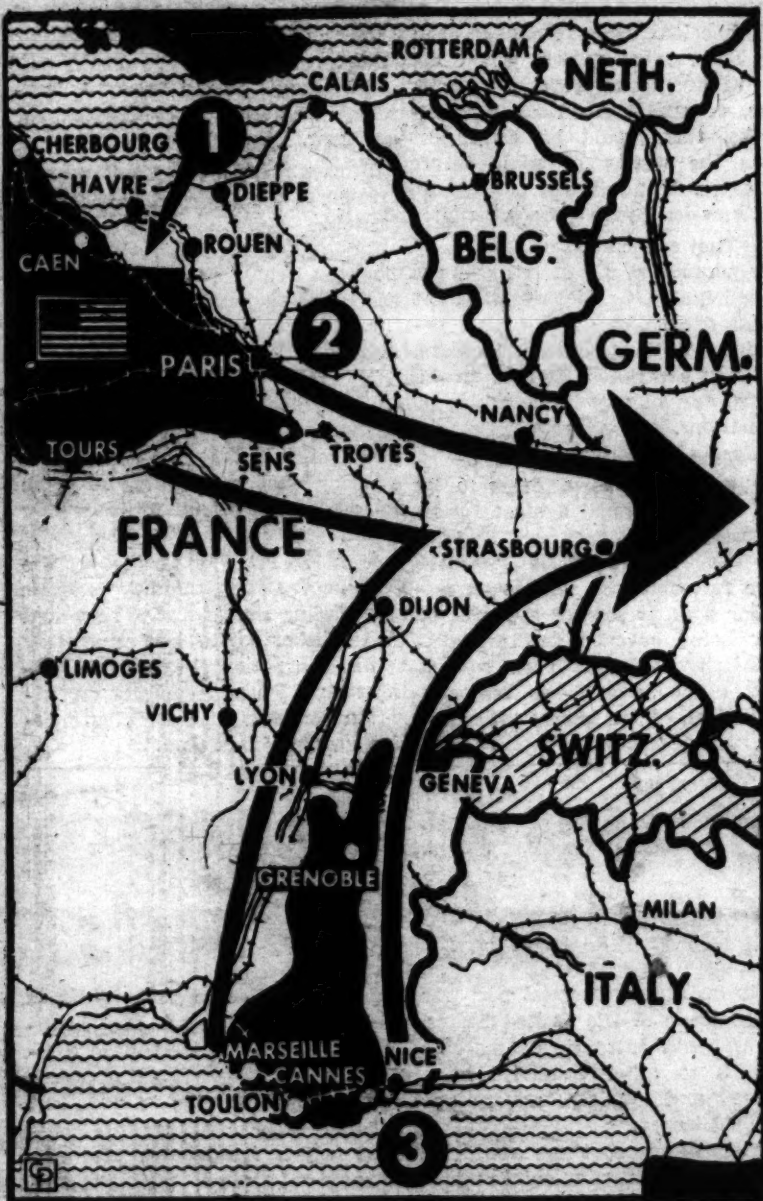 ROTTERDAM
NETH.
CALAIS
1
CHERBOURG
HAVRE
DIEPPE
BRUSSELS
ROUEN
CAEN
BELG.
2
GERM.
PARIS
NANCY
TOURS
SENS
TROYES
FRANCE
STRASBOURG
DIJON
LIMOGES
VICHY
SWITZ.
LYON
GENEVA
GRENOBLE
MILAN
ITALY
MARSEILLE
NICE
CANNES
TOULON
3
CP